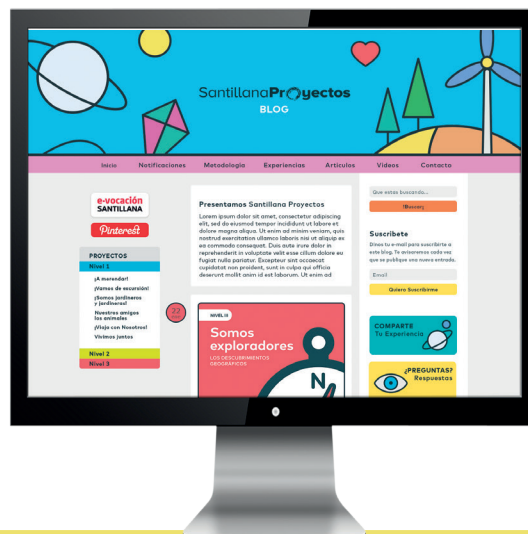 SantillanaProyectos
BLOG
Inicio Notificaciones Metodología Experiencias Artículos Vídeos Contacto
e-vocación
SANTILLANA
Pinterest
PROYECTOS
Nivel 1
¡A merendar!
¡Vamos de excursión!
¡Somos jardineros
y jardineras!
Nuestros amigos
los animales
¡Viaja con Nosotros!
Vivimos juntos
Nivel 2
Nivel 3
Presentamos Santillana Proyectos
Lorem ipsum dolor sit amet, consectetur adipiscing
elit, sed do eiusmod tempor incididunt ut labore et
dolore magna aliqua. Ut enim ad minim veniam, quis
nostrud exercitation ullamco laboris nisi ut aliquip ex
ea commodo consequat. Duis aute irure dolor in
reprehenderit in voluptate velit esse cillum dolore eu
fugiat nulla pariatur. Excepteur sint occaecat
cupidatat non proident, sunt in culpa qui officia
deserunt mollit anim id est laborum. Ut enim ad
22
NIVEL III
Somos
exploradores
LOS DESCUBRIMIENTOS
GEOGRÁFICOS
N
Que estas buscando...
¡Buscar¡
Suscríbete
Dinos tu e-mail para suscribirte a
este blog. Te avisaremos cada vez
que se publique una nueva entrada.
Email
Quiero Suscribirme
COMPARTE
Tu Experiencia
¿PREGUNTAS?
Respuestas